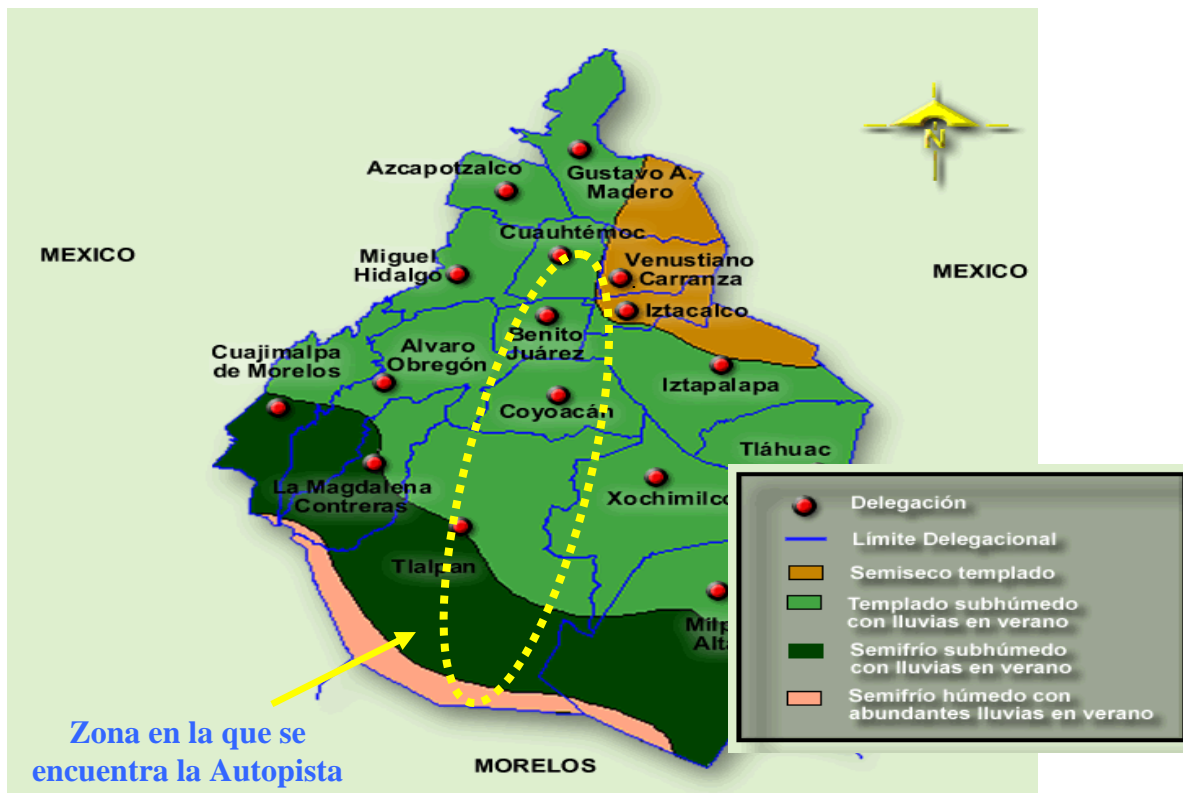 N
Azcapotzalco
Gustavo A.
Madero
Cuauhtémoc
MEXICO
Miguel
Hidalgo
Venustiano
Carranza
MEXICO
Iztacalco
Benito
Juárez
Cuajimalpa
de Morelos
Alvaro
Obregón
Iztapalapa
Coyoacán
Tláhuac
La Magdalena
Contreras
Xochimilco
Tlalpan
Milp
Alta
Delegación
Límite Delegacional
Semiseco templado
Templado subhúmedo
con lluvias en verano
Semifrío subhúmedo
con lluvias en verano
Semifrío húmedo con
abundantes lluvias en verano
Zona en la que se
encuentra la Autopista
MORELOS